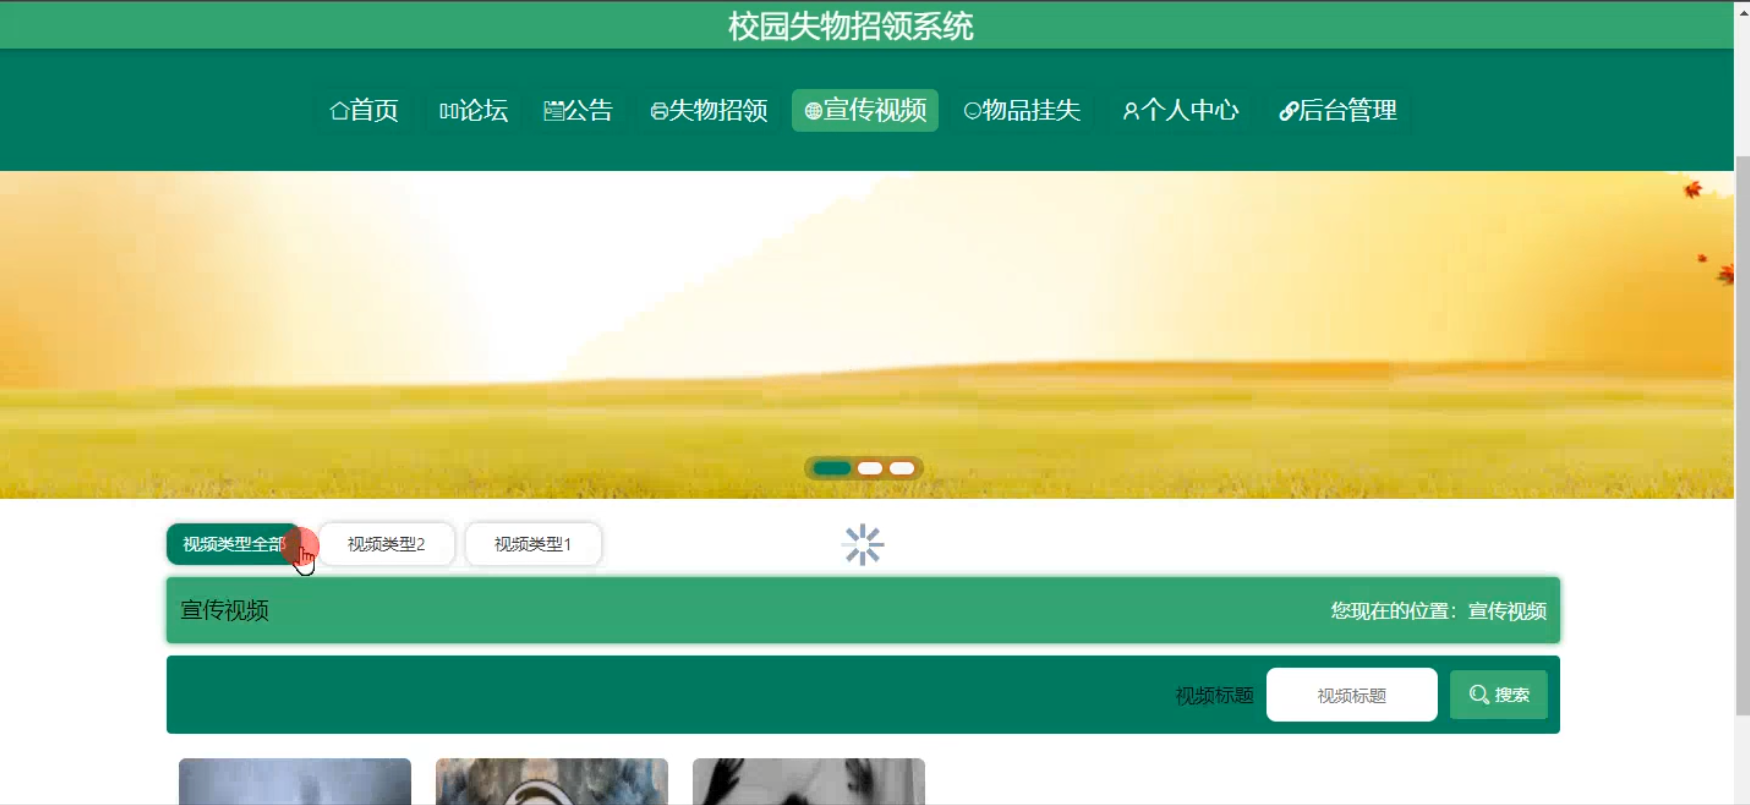 校园失物招领系统
首页 论坛 公告 失物招领 宣传视频 物品挂失 个人中心 后台管理
视频类型全部 视频类型2 视频类型1
宣传视频 您现在的位置：宣传视频
视频标题 视频标题 搜索